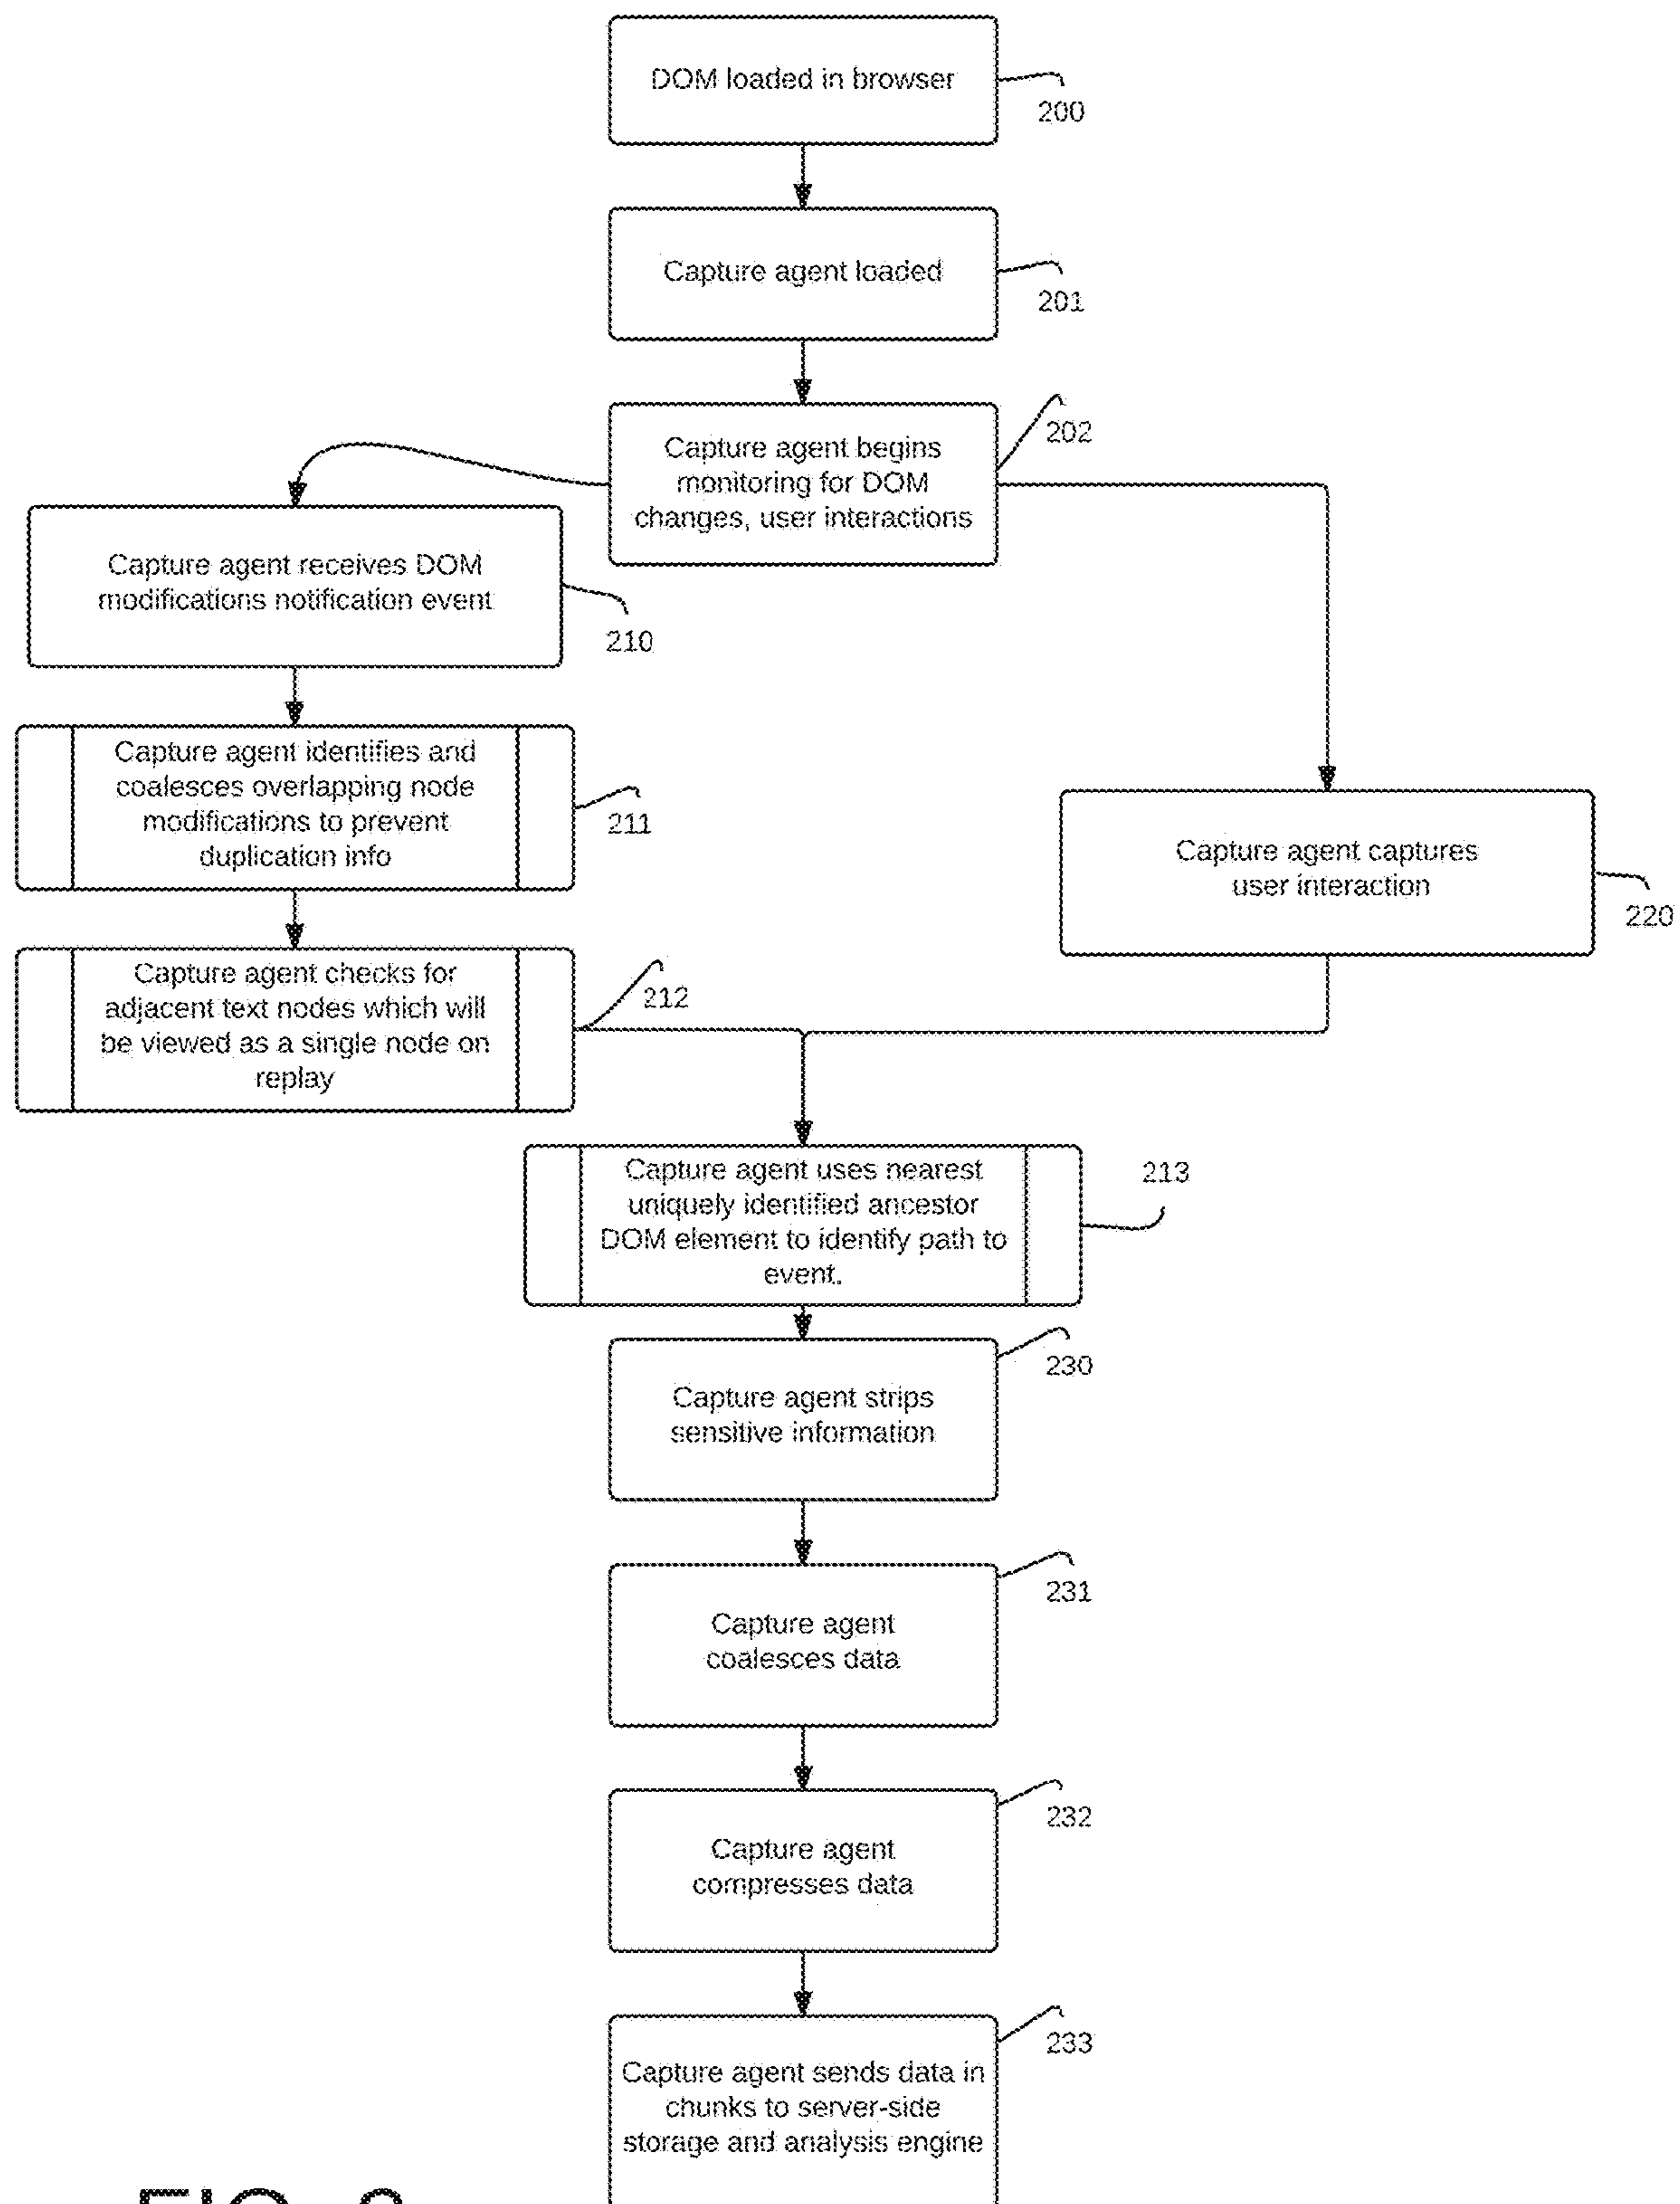 DOM loaded in browser
200
Capture agent loaded
201
Capture agent begins
monitoring for DOM
changes, user interactions
202
Capture agent receives DOM
modifications notification event
210
Capture agent identifies and
coalesces overlapping node
modifications to prevent
duplication info
211
Capture agent captures
user interaction
220
Capture agent checks for
adjacent text nodes which will
be viewed as a single node on
replay
212
Capture agent uses nearest
uniquely identified ancestor
DOM element to identify path to
event.
213
Capture agent strips
sensitive information
230
Capture agent
coalesces data
231
Capture agent
compresses data
232
Capture agent sends data in
chunks to server-side
storage and analysis engine
233
FIG.